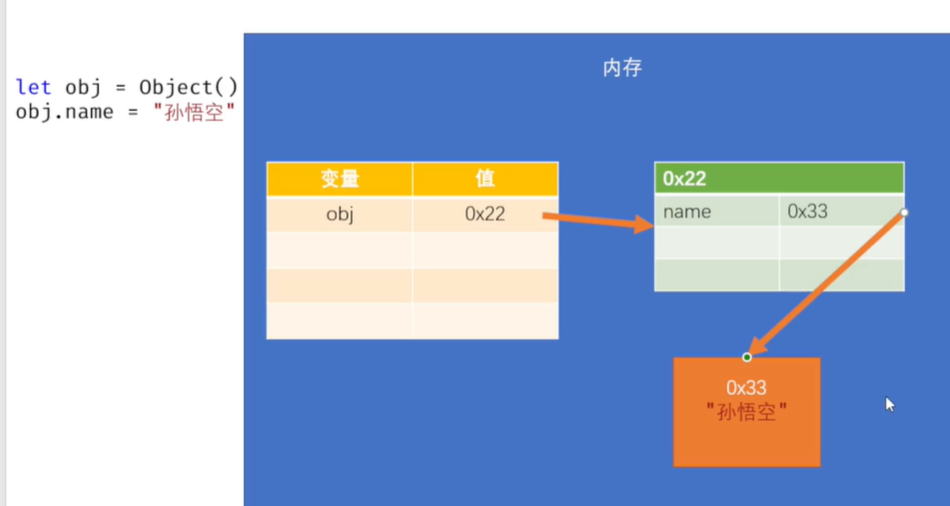 let obj = Object()
obj.name = "孙悟空"
内存
变量 值
obj 0x22
0x22
name 0x33
0x33
"孙悟空"